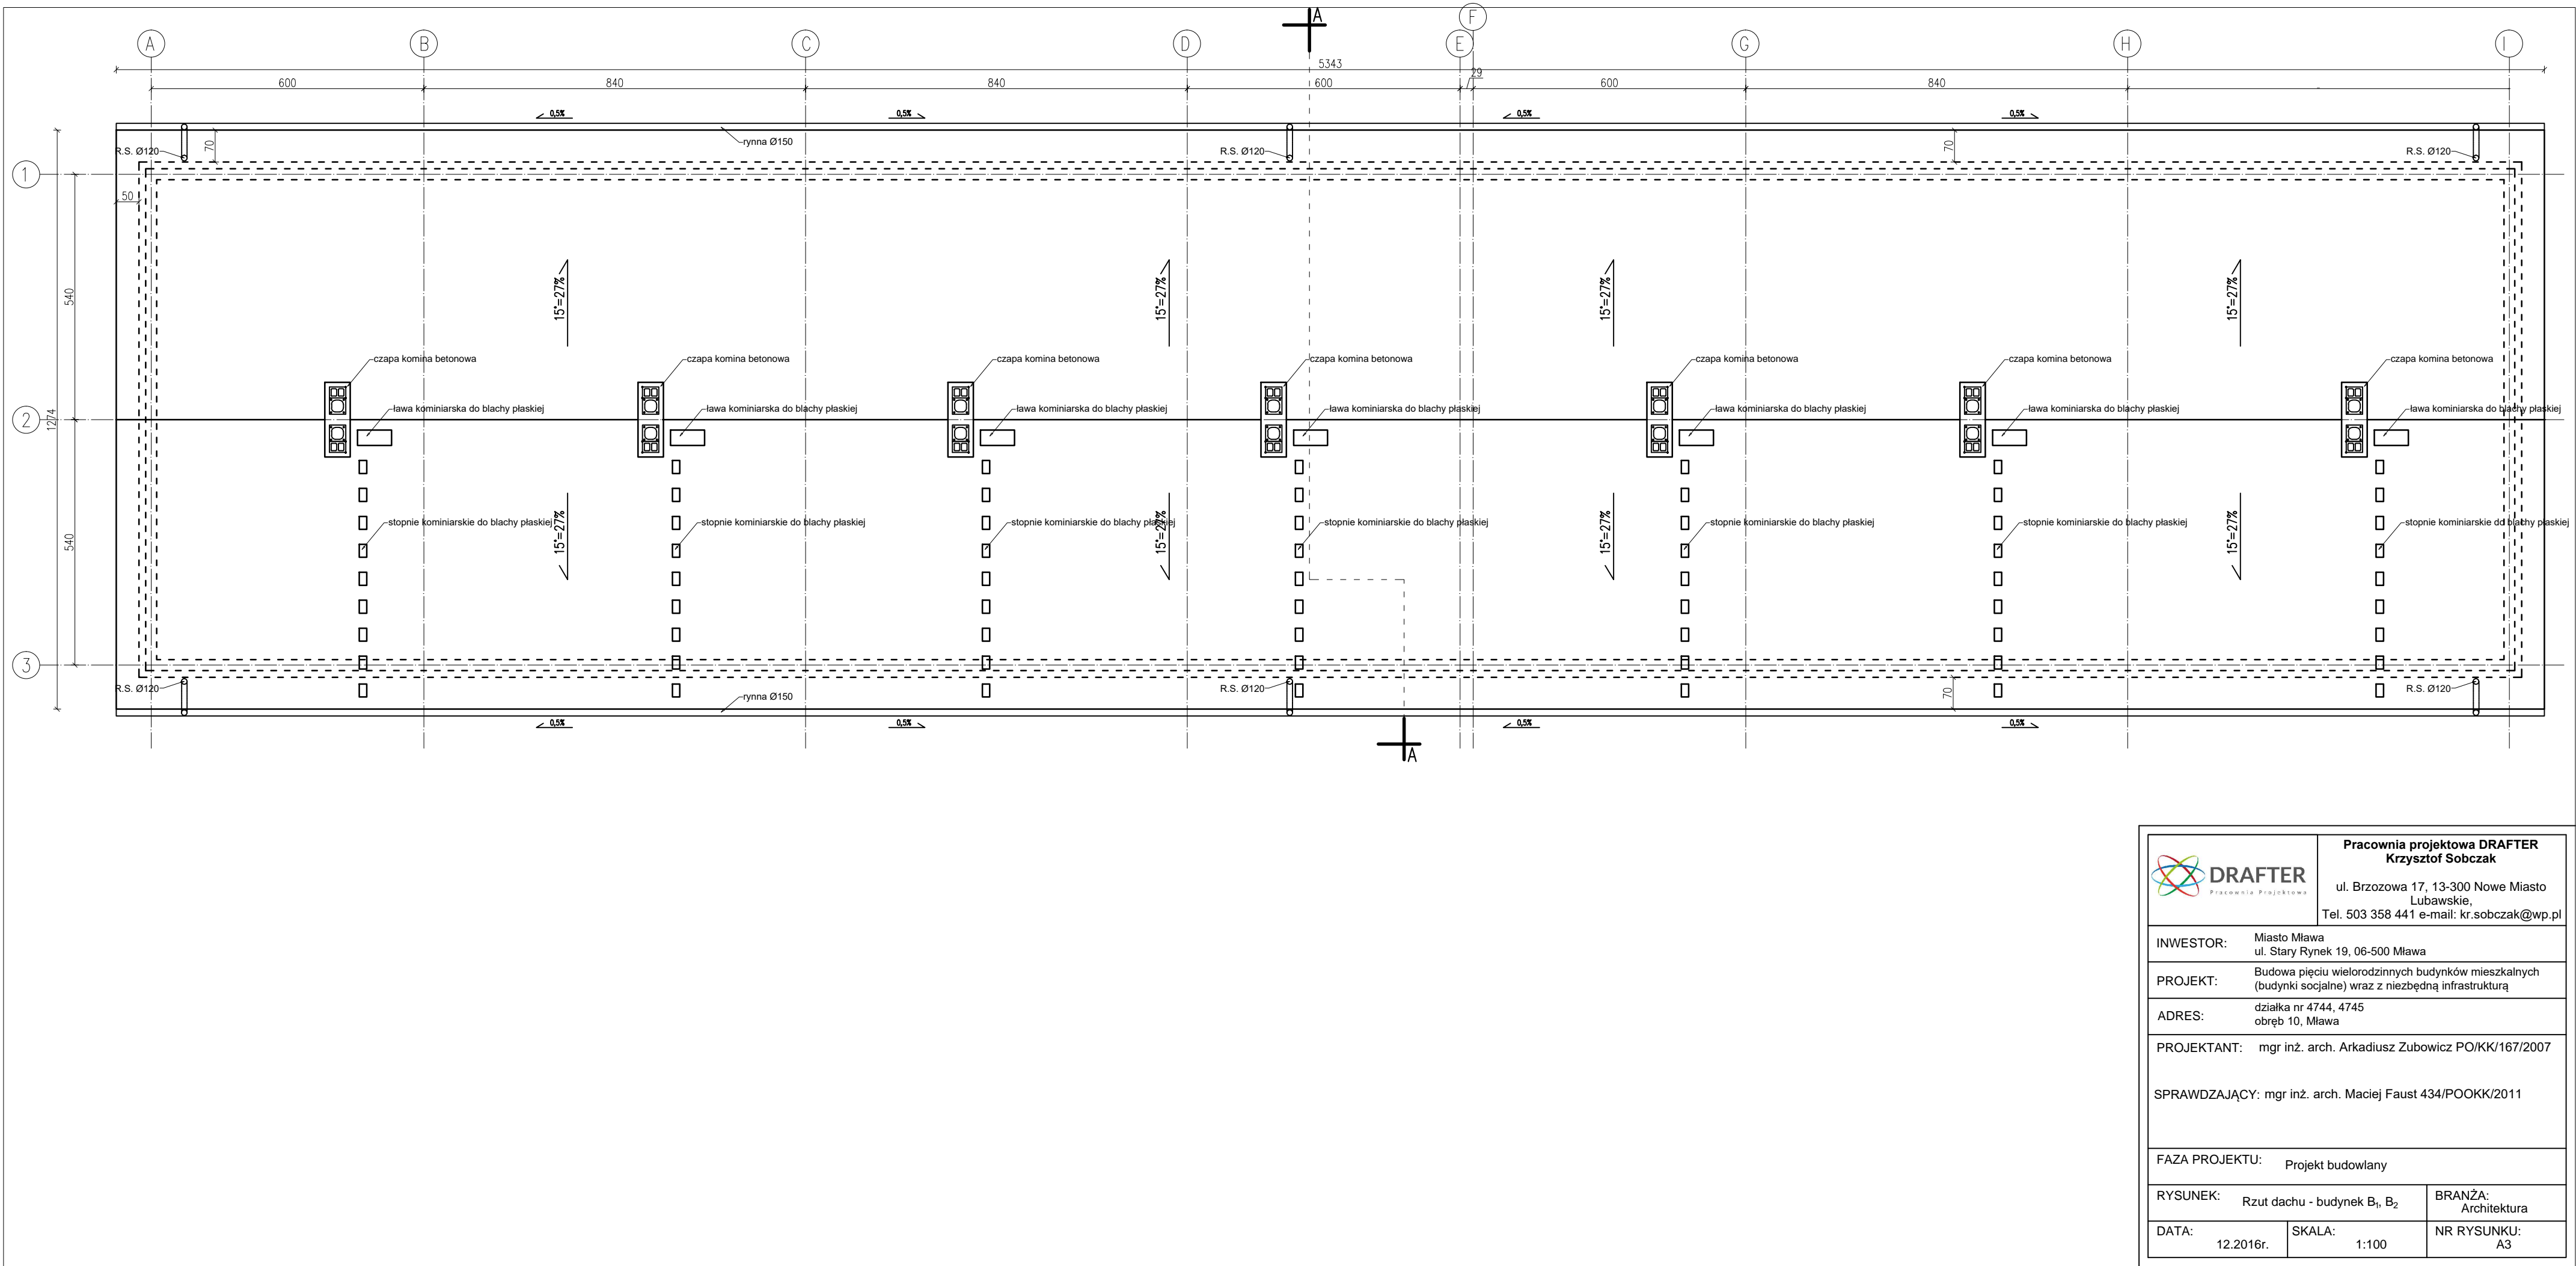 A
F
A
B
C
D
E
G
H
I
5343
600
840
840
600
29
600
840
0,5%
0,5%
0,5%
0,5%
rynna Ø150
R.S. Ø120
70
R.S. Ø120
70
R.S. Ø120
1
50
540
15°=27%
15°=27%
15°=27%
15°=27%
czapa komina betonowa
czapa komina betonowa
czapa komina betonowa
czapa komina betonowa
czapa komina betonowa
czapa komina betonowa
czapa komina betonowa
ława kominiarska do blachy płaskiej
ława kominiarska do blachy płaskiej
ława kominiarska do blachy płaskiej
ława kominiarska do blachy płaskiej
ława kominiarska do blachy płaskiej
ława kominiarska do blachy płaskiej
ława kominiarska do blachy płaskiej
2
1274
540
stopnie kominiarskie do blachy płaskiej
stopnie kominiarskie do blachy płaskiej
stopnie kominiarskie do blachy płaskiej
stopnie kominiarskie do blachy płaskiej
stopnie kominiarskie do blachy płaskiej
stopnie kominiarskie do blachy płaskiej
stopnie kominiarskie do blachy płaskiej
15°=27%
15°=27%
15°=27%
15°=27%
3
R.S. Ø120
rynna Ø150
R.S. Ø120
70
R.S. Ø120
0,5%
0,5%
0,5%
0,5%
A
DRAFTER
Pracownia Projektowa
Pracownia projektowa DRAFTER
Krzysztof Sobczak
ul. Brzozowa 17, 13-300 Nowe Miasto
Lubawskie,
Tel. 503 358 441 e-mail: kr.sobczak@wp.pl
INWESTOR: Miasto Mława
ul. Stary Rynek 19, 06-500 Mława
PROJEKT: Budowa pięciu wielorodzinnych budynków mieszkalnych
(budynki socjalne) wraz z niezbędną infrastrukturą
ADRES: działka nr 4744, 4745
obręb 10, Mława
PROJEKTANT: mgr inż. arch. Arkadiusz Zubowicz PO/KK/167/2007
SPRAWDZAJĄCY: mgr inż. arch. Maciej Faust 434/POOKK/2011
FAZA PROJEKTU: Projekt budowlany
RYSUNEK: Rzut dachu - budynek B₁, B₂
BRANŻA:
Architektura
DATA:
12.2016r.
SKALA:
1:100
NR RYSUNKU:
A3